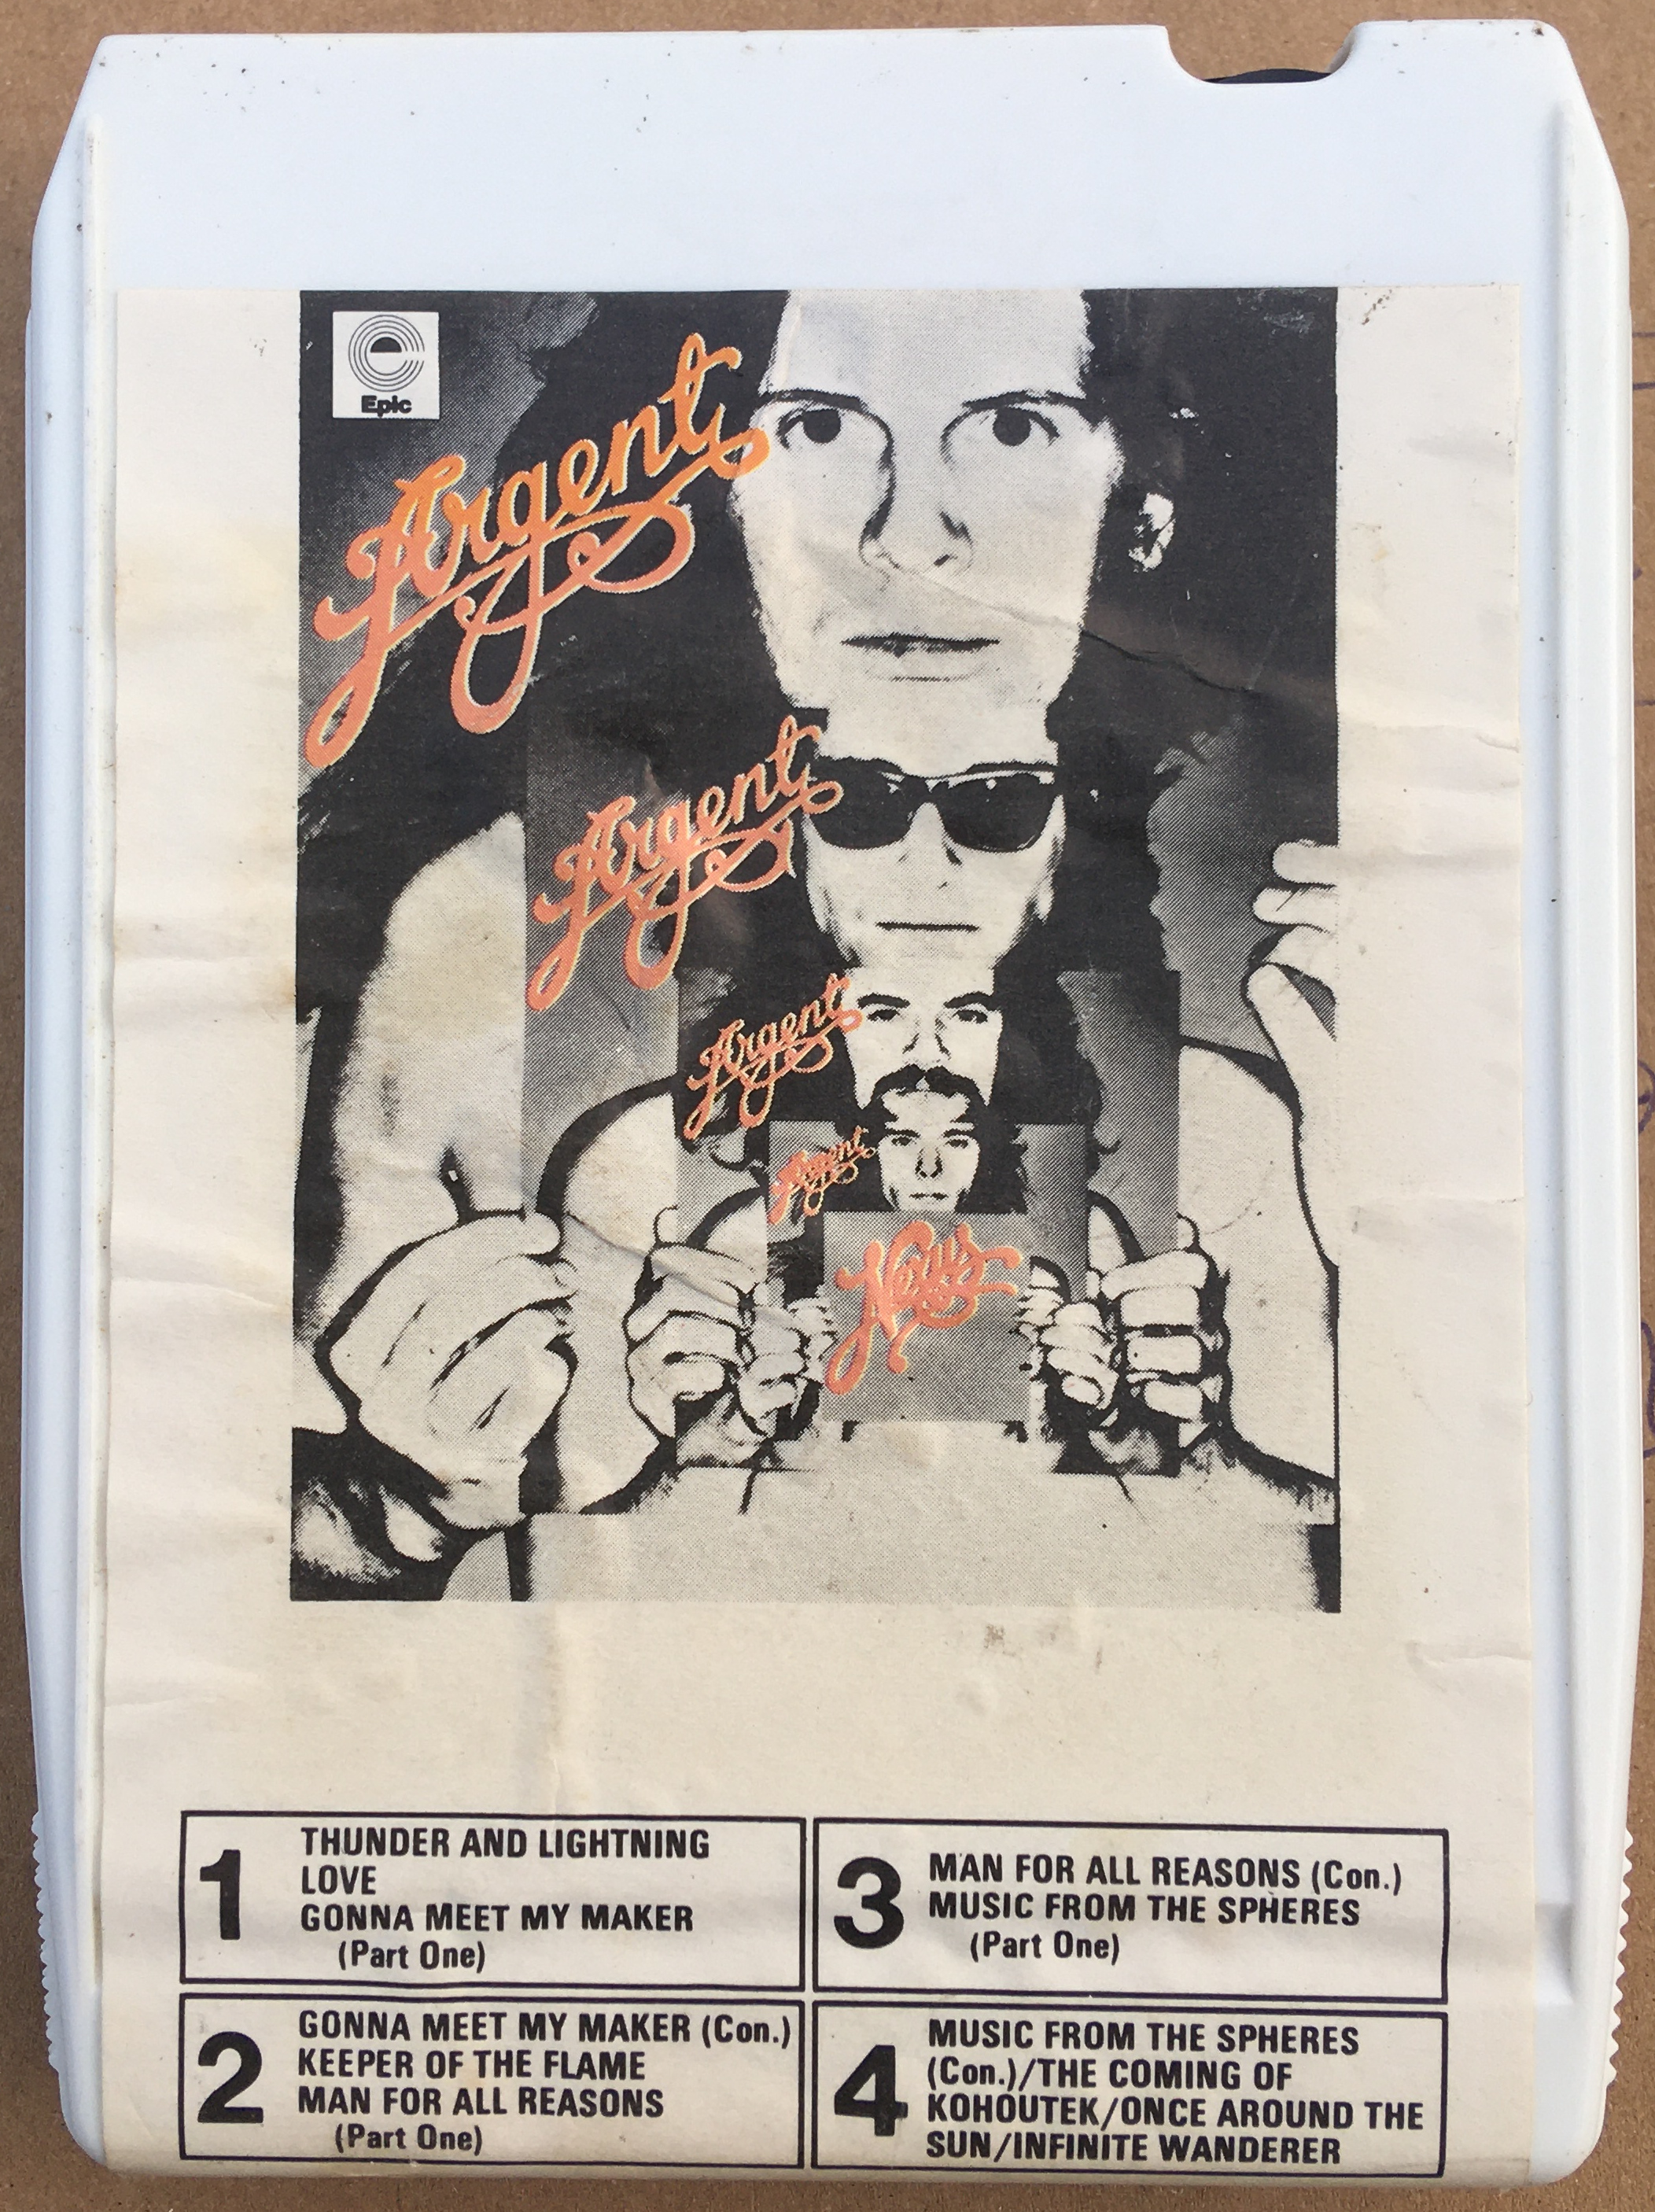 e
Epic
Argent
Argent
Argent
Argent
Nexus
1
THUNDER AND LIGHTNING
LOVE
GONNA MEET MY MAKER
(Part One)
2
GONNA MEET MY MAKER (Con.)
KEEPER OF THE FLAME
MAN FOR ALL REASONS
(Part One)
3
MAN FOR ALL REASONS (Con.)
MUSIC FROM THE SPHERES
(Part One)
4
MUSIC FROM THE SPHERES
(Con.)/THE COMING OF
KOHOUTEK/ONCE AROUND THE
SUN/INFINITE WANDERER